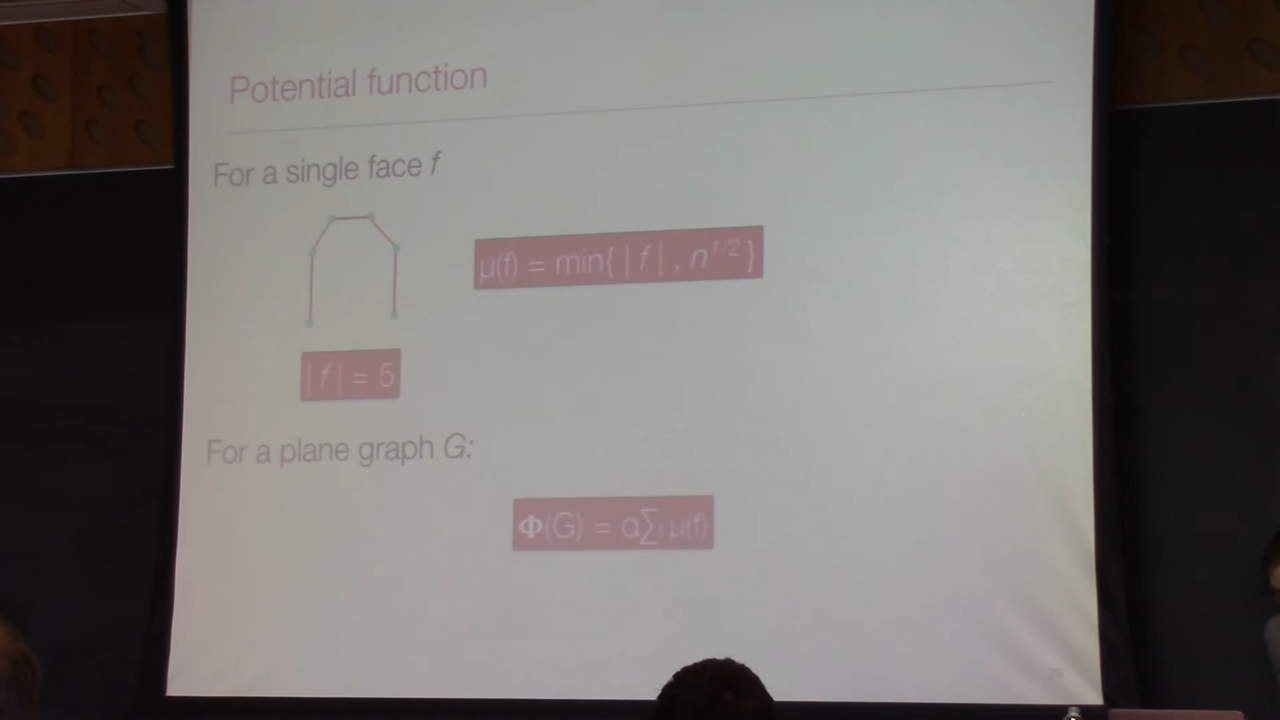 Potential function
For a single face f
μ(f) = min{ | f | , n^{1/2} }
| f | = 5
For a plane graph G:
Φ(G) = α∑f μ(f)